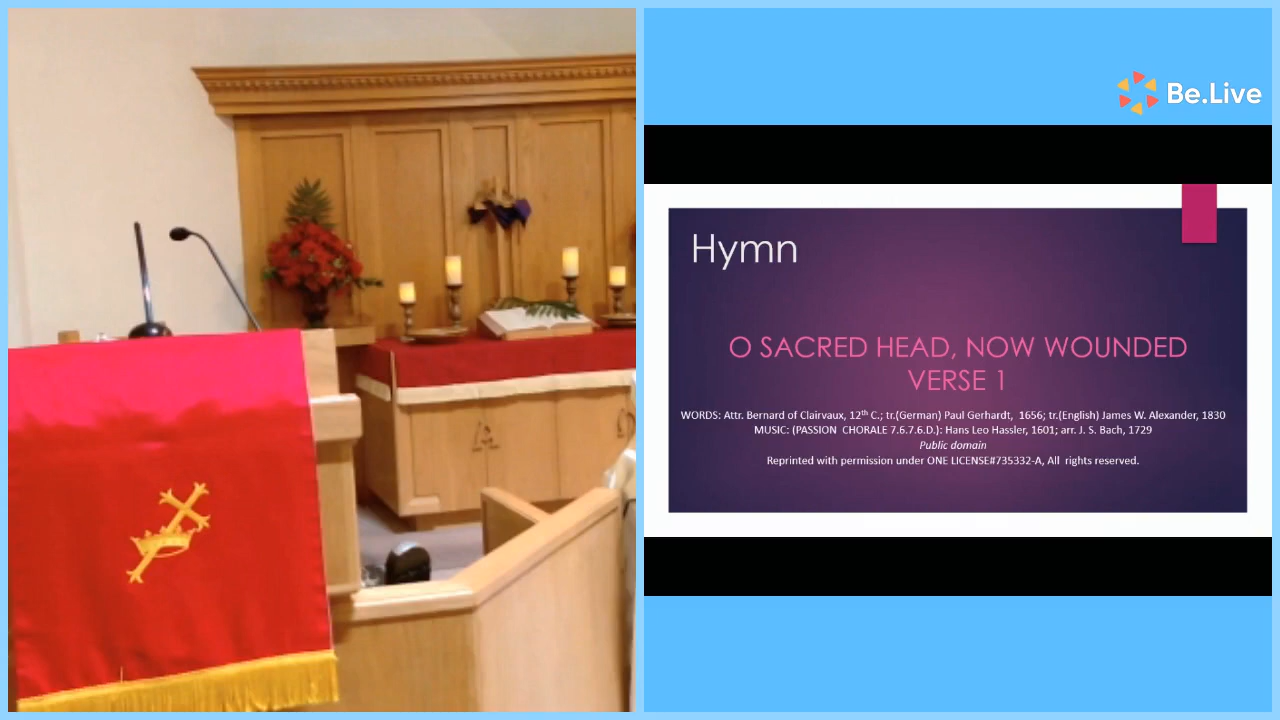 Be.Live
Hymn
O SACRED HEAD, NOW WOUNDED
VERSE 1
WORDS: Attr. Bernard of Clairvaux, 12th C.; tr.(German) Paul Gerhardt, 1656; tr.(English) James W. Alexander, 1830
MUSIC: (PASSION CHORALE 7.6.7.6.D.): Hans Leo Hassler, 1601; arr. J. S. Bach, 1729
Public domain
Reprinted with permission under ONE LICENSE#735332-A, All rights reserved.